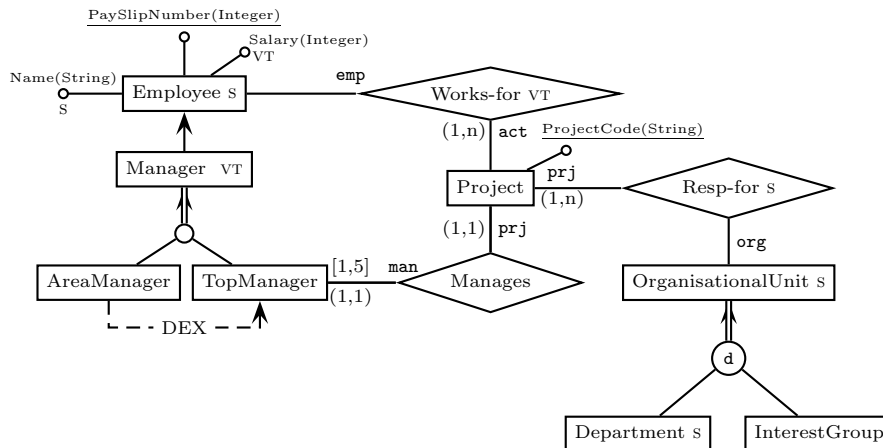 PaySlipNumber(Integer)
Salary(Integer)
VT
Name(String)
S
Employee S
emp
Works-for VT
(1,n) act
ProjectCode(String)
Manager VT
Project
prj
(1,n)
Resp-for S
(1,1) prj
org
AreaManager
TopManager
[1,5] man
(1,1)
Manages
OrganisationalUnit S
DEX
d
Department S
InterestGroup